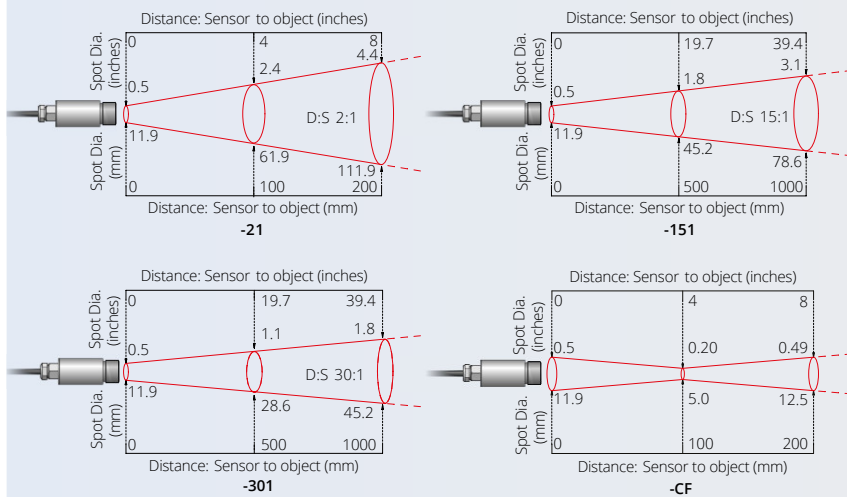 Distance: Sensor to object (inches)
0 4 8
Spot Dia.
(inches)
0.5 2.4 4.4
D:S 2:1
11.9 61.9 111.9
Spot Dia.
(mm)
0 100 200
Distance: Sensor to object (mm)
-21
Distance: Sensor to object (inches)
0 19.7 39.4
Spot Dia.
(inches)
0.5 1.8 3.1
D:S 15:1
11.9 45.2 78.6
Spot Dia.
(mm)
0 500 1000
Distance: Sensor to object (mm)
-151
Distance: Sensor to object (inches)
0 19.7 39.4
Spot Dia.
(inches)
0.5 1.1 1.8
D:S 30:1
11.9 28.6 45.2
Spot Dia.
(mm)
0 500 1000
Distance: Sensor to object (mm)
-301
Distance: Sensor to object (inches)
0 4 8
Spot Dia.
(inches)
0.5 0.20 0.49
11.9 5.0 12.5
Spot Dia.
(mm)
0 100 200
Distance: Sensor to object (mm)
-CF